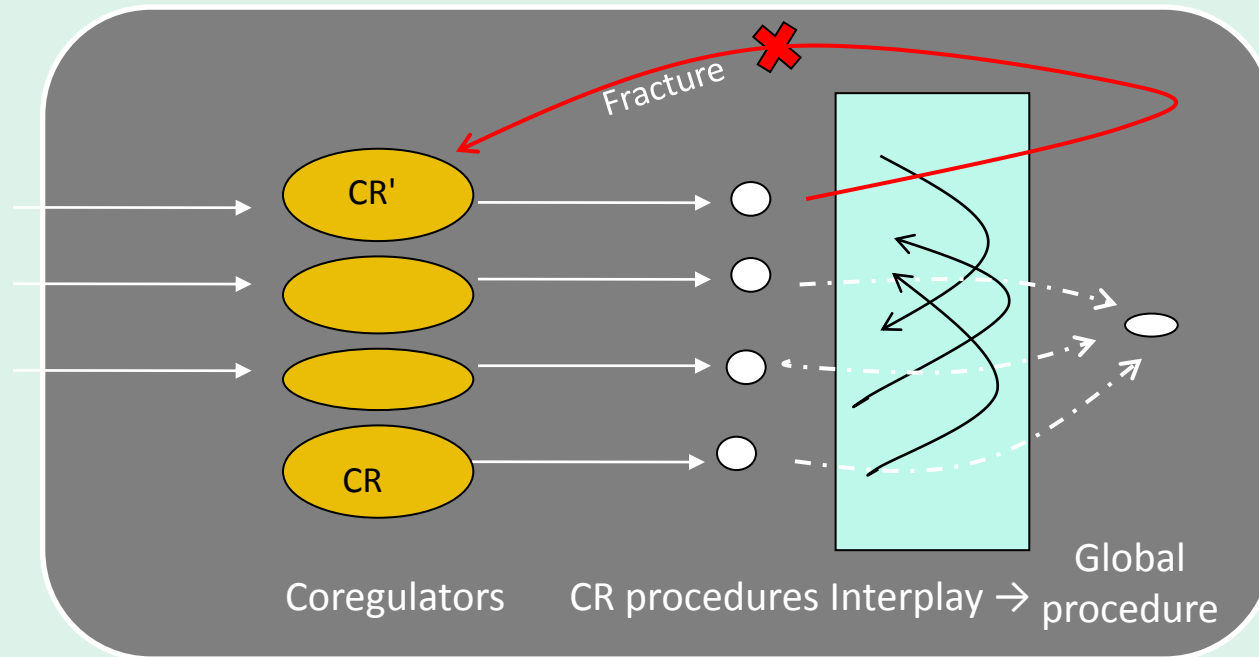 Fracture
CR'
CR
Coregulators
CR procedures Interplay →
Global
procedure